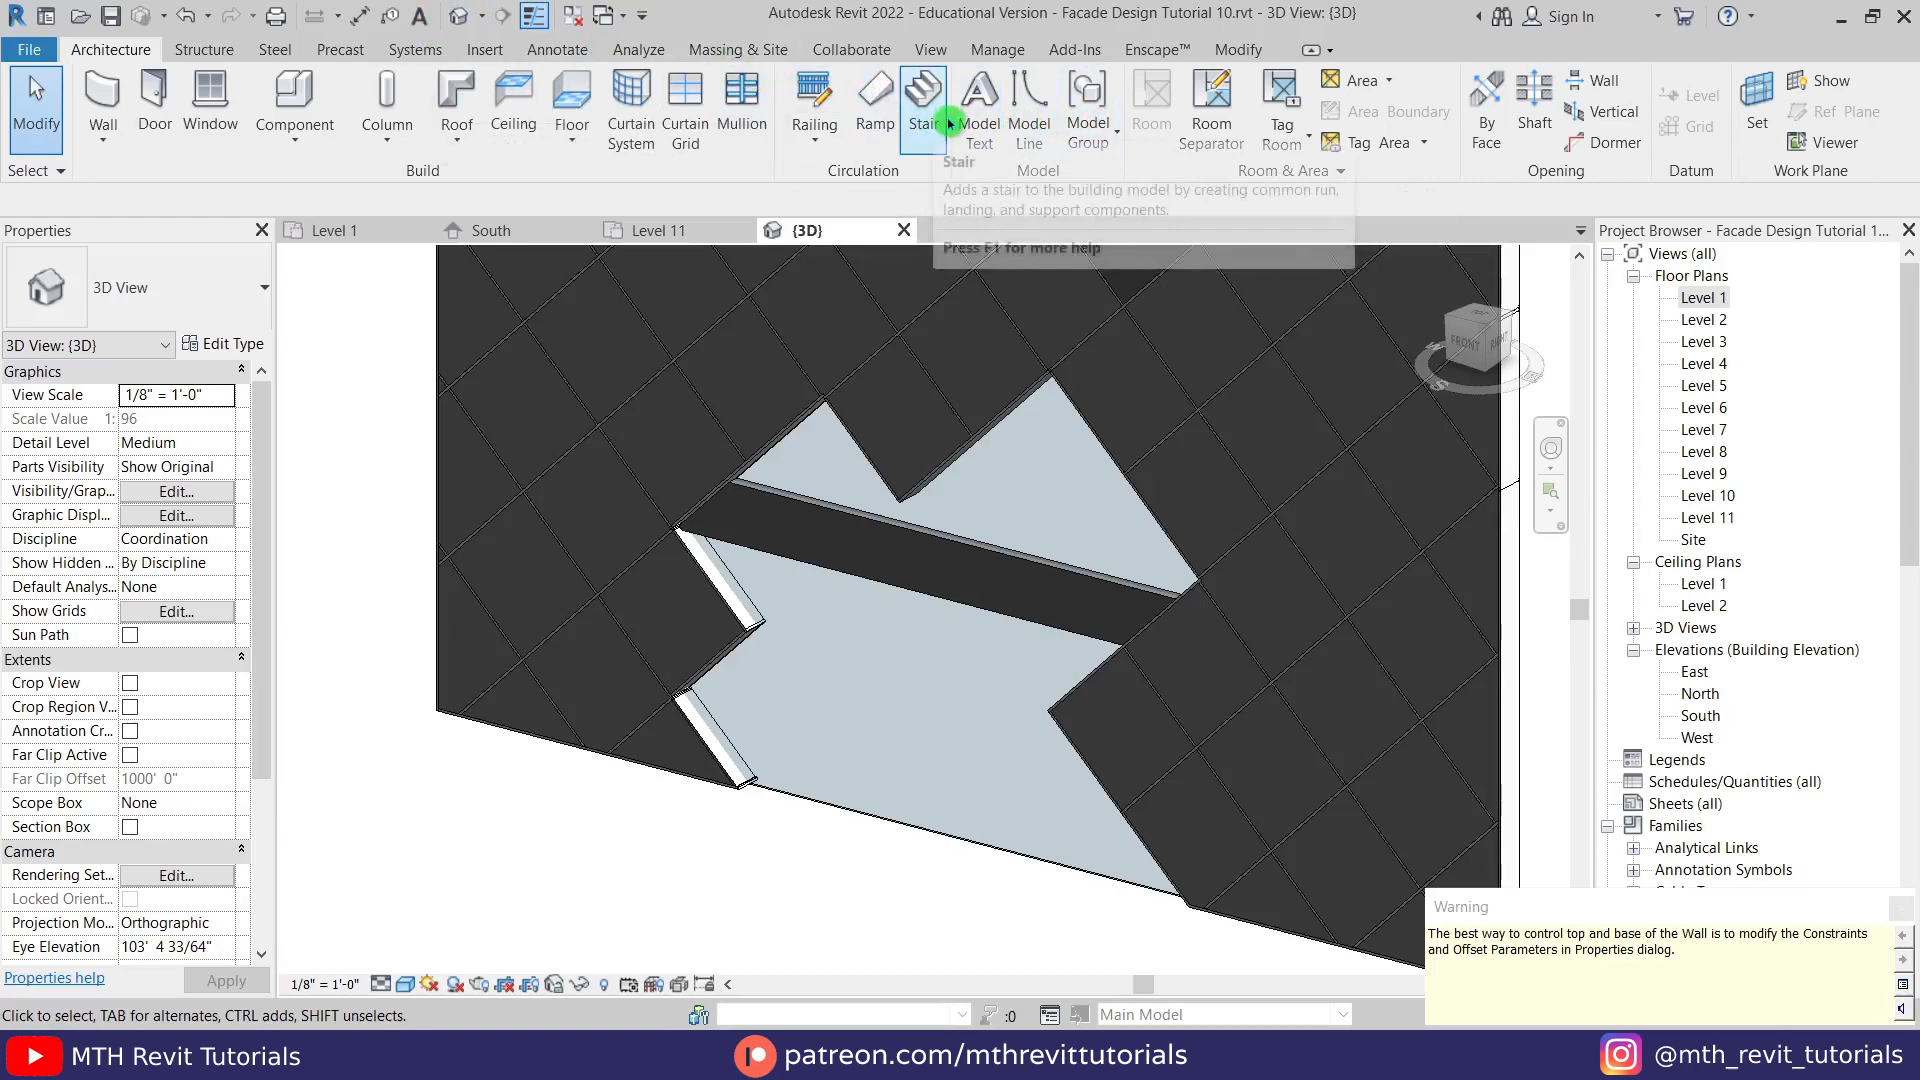 Autodesk Revit 2022 - Educational Version - Facade Design Tutorial 10.rvt - 3D View: {3D}
Sign In
File Architecture Structure Steel Precast Systems Insert Annotate Analyze Massing & Site Collaborate View Manage Add-Ins Enscape™ Modify
Modify Wall Door Window Component Column Roof Ceiling Floor Curtain System Curtain Grid Mullion Railing Ramp Stair Model Text Model Line Model Group Room Room Separator Tag Room Area Area Boundary Tag Area By Face Shaft Wall Vertical Dormer Level Grid Set Show Ref Plane Viewer
Select Build Circulation Model Room & Area Opening Datum Work Plane
Stair
Adds a stair to the building model by creating common run,
landing, and support components.
Press F1 for more help
Properties
3D View
3D View: {3D} Edit Type
Graphics
View Scale 1/8" = 1'-0"
Scale Value 1: 96
Detail Level Medium
Parts Visibility Show Original
Visibility/Grap... Edit...
Graphic Displ... Edit...
Discipline Coordination
Show Hidden ... By Discipline
Default Analys... None
Show Grids Edit...
Sun Path
Extents
Crop View
Crop Region V...
Annotation Cr...
Far Clip Active
Far Clip Offset 1000' 0"
Scope Box None
Section Box
Camera
Rendering Set... Edit...
Locked Orient...
Projection Mo... Orthographic
Eye Elevation 103' 4 33/64"
Properties help Apply
Level 1 South Level 11 {3D}
FRONT RIGHT
1/8" = 1'-0"
Project Browser - Facade Design Tutorial 1...
Views (all)
Floor Plans
Level 1
Level 2
Level 3
Level 4
Level 5
Level 6
Level 7
Level 8
Level 9
Level 10
Level 11
Site
Ceiling Plans
Level 1
Level 2
3D Views
Elevations (Building Elevation)
East
North
South
West
Legends
Schedules/Quantities (all)
Sheets (all)
Families
Analytical Links
Annotation Symbols
Warning
The best way to control top and base of the Wall is to modify the Constraints
and Offset Parameters in Properties dialog.
Click to select, TAB for alternates, CTRL adds, SHIFT unselects.
:0 Main Model
MTH Revit Tutorials patreon.com/mthrevittutorials @mth_revit_tutorials